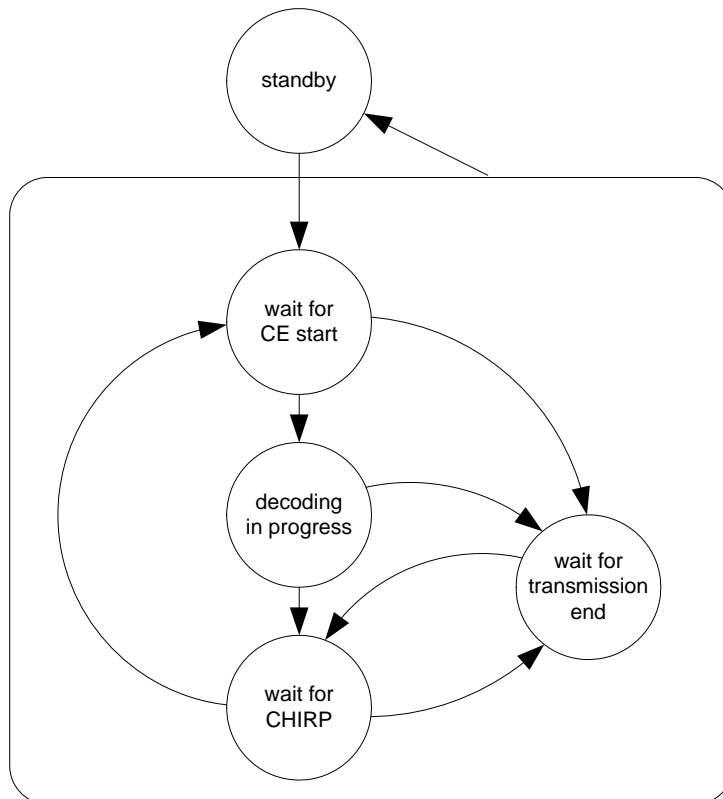 standby
wait for
CE start
decoding
in progress
wait for
transmission
end
wait for
CHIRP